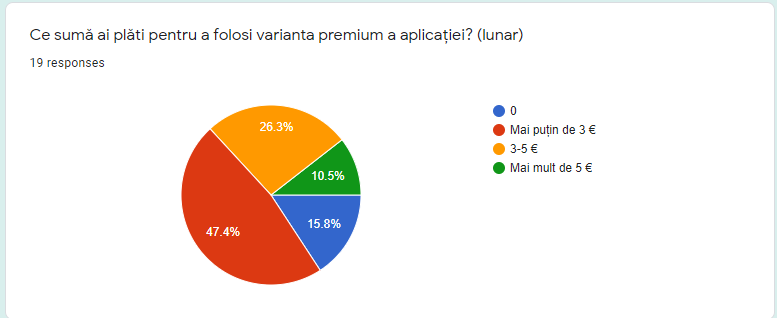 Ce sumă ai plăti pentru a folosi varianta premium a aplicației? (lunar)
19 responses
0
Mai puțin de 3 €
3-5 €
Mai mult de 5 €
26.3%
10.5%
15.8%
47.4%